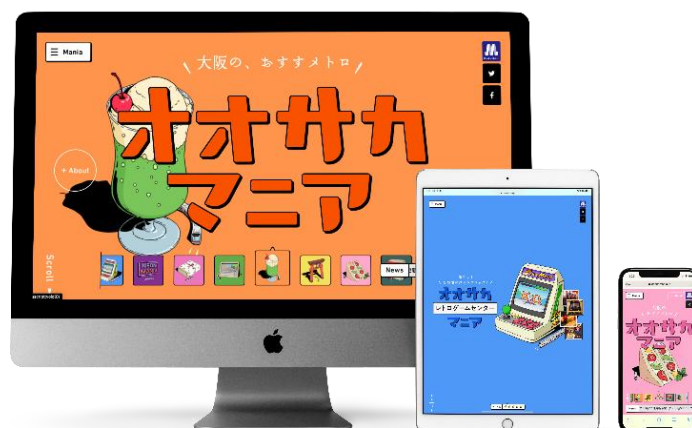 Mania
大阪の、おすすメトロ
オオサカ
マニア
+ About
Scroll
News
オオサカ
レトロゲームセンター
マニア
オオサカ
マニア